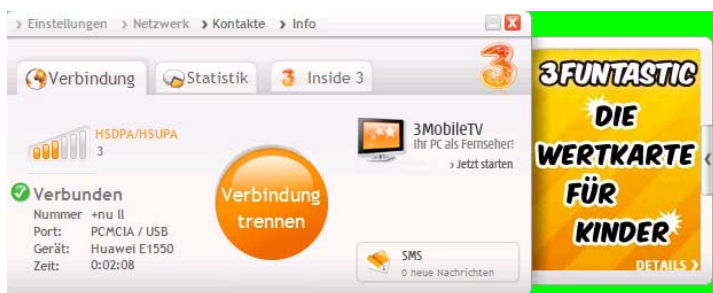 Einstellungen Netzwerk Kontakte Info
Verbindung Statistik 3 Inside 3
3
HSDPA/HSUPA
3
Verbunden
Nummer +nu ll
Port: PCMCIA / USB
Gerät: Huawei E1550
Zeit: 0:02:08
Verbindung
trennen
3MobileTV
Ihr PC als Fernseher!
› Jetzt starten
SMS
0 neue Nachrichten
3FUNTASTIC
DIE
WERTKARTE
FÜR
KINDER
DETAILS